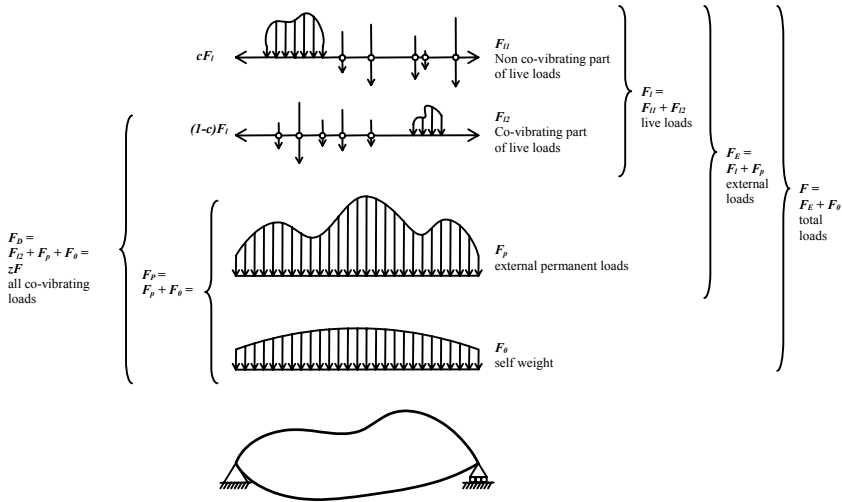 cF_l
F_l1
Non co-vibrating part
of live loads
(1-c)F_l
F_l2
Co-vibrating part
of live loads
F_l =
F_l1 + F_l2
live loads
F_E =
F_l + F_p
external
loads
F =
F_E + F_0
total
loads
F_D =
F_l2 + F_p + F_0 =
zF
all co-vibrating
loads
F_P =
F_p + F_0 =
F_p
external permanent loads
F_0
self weight